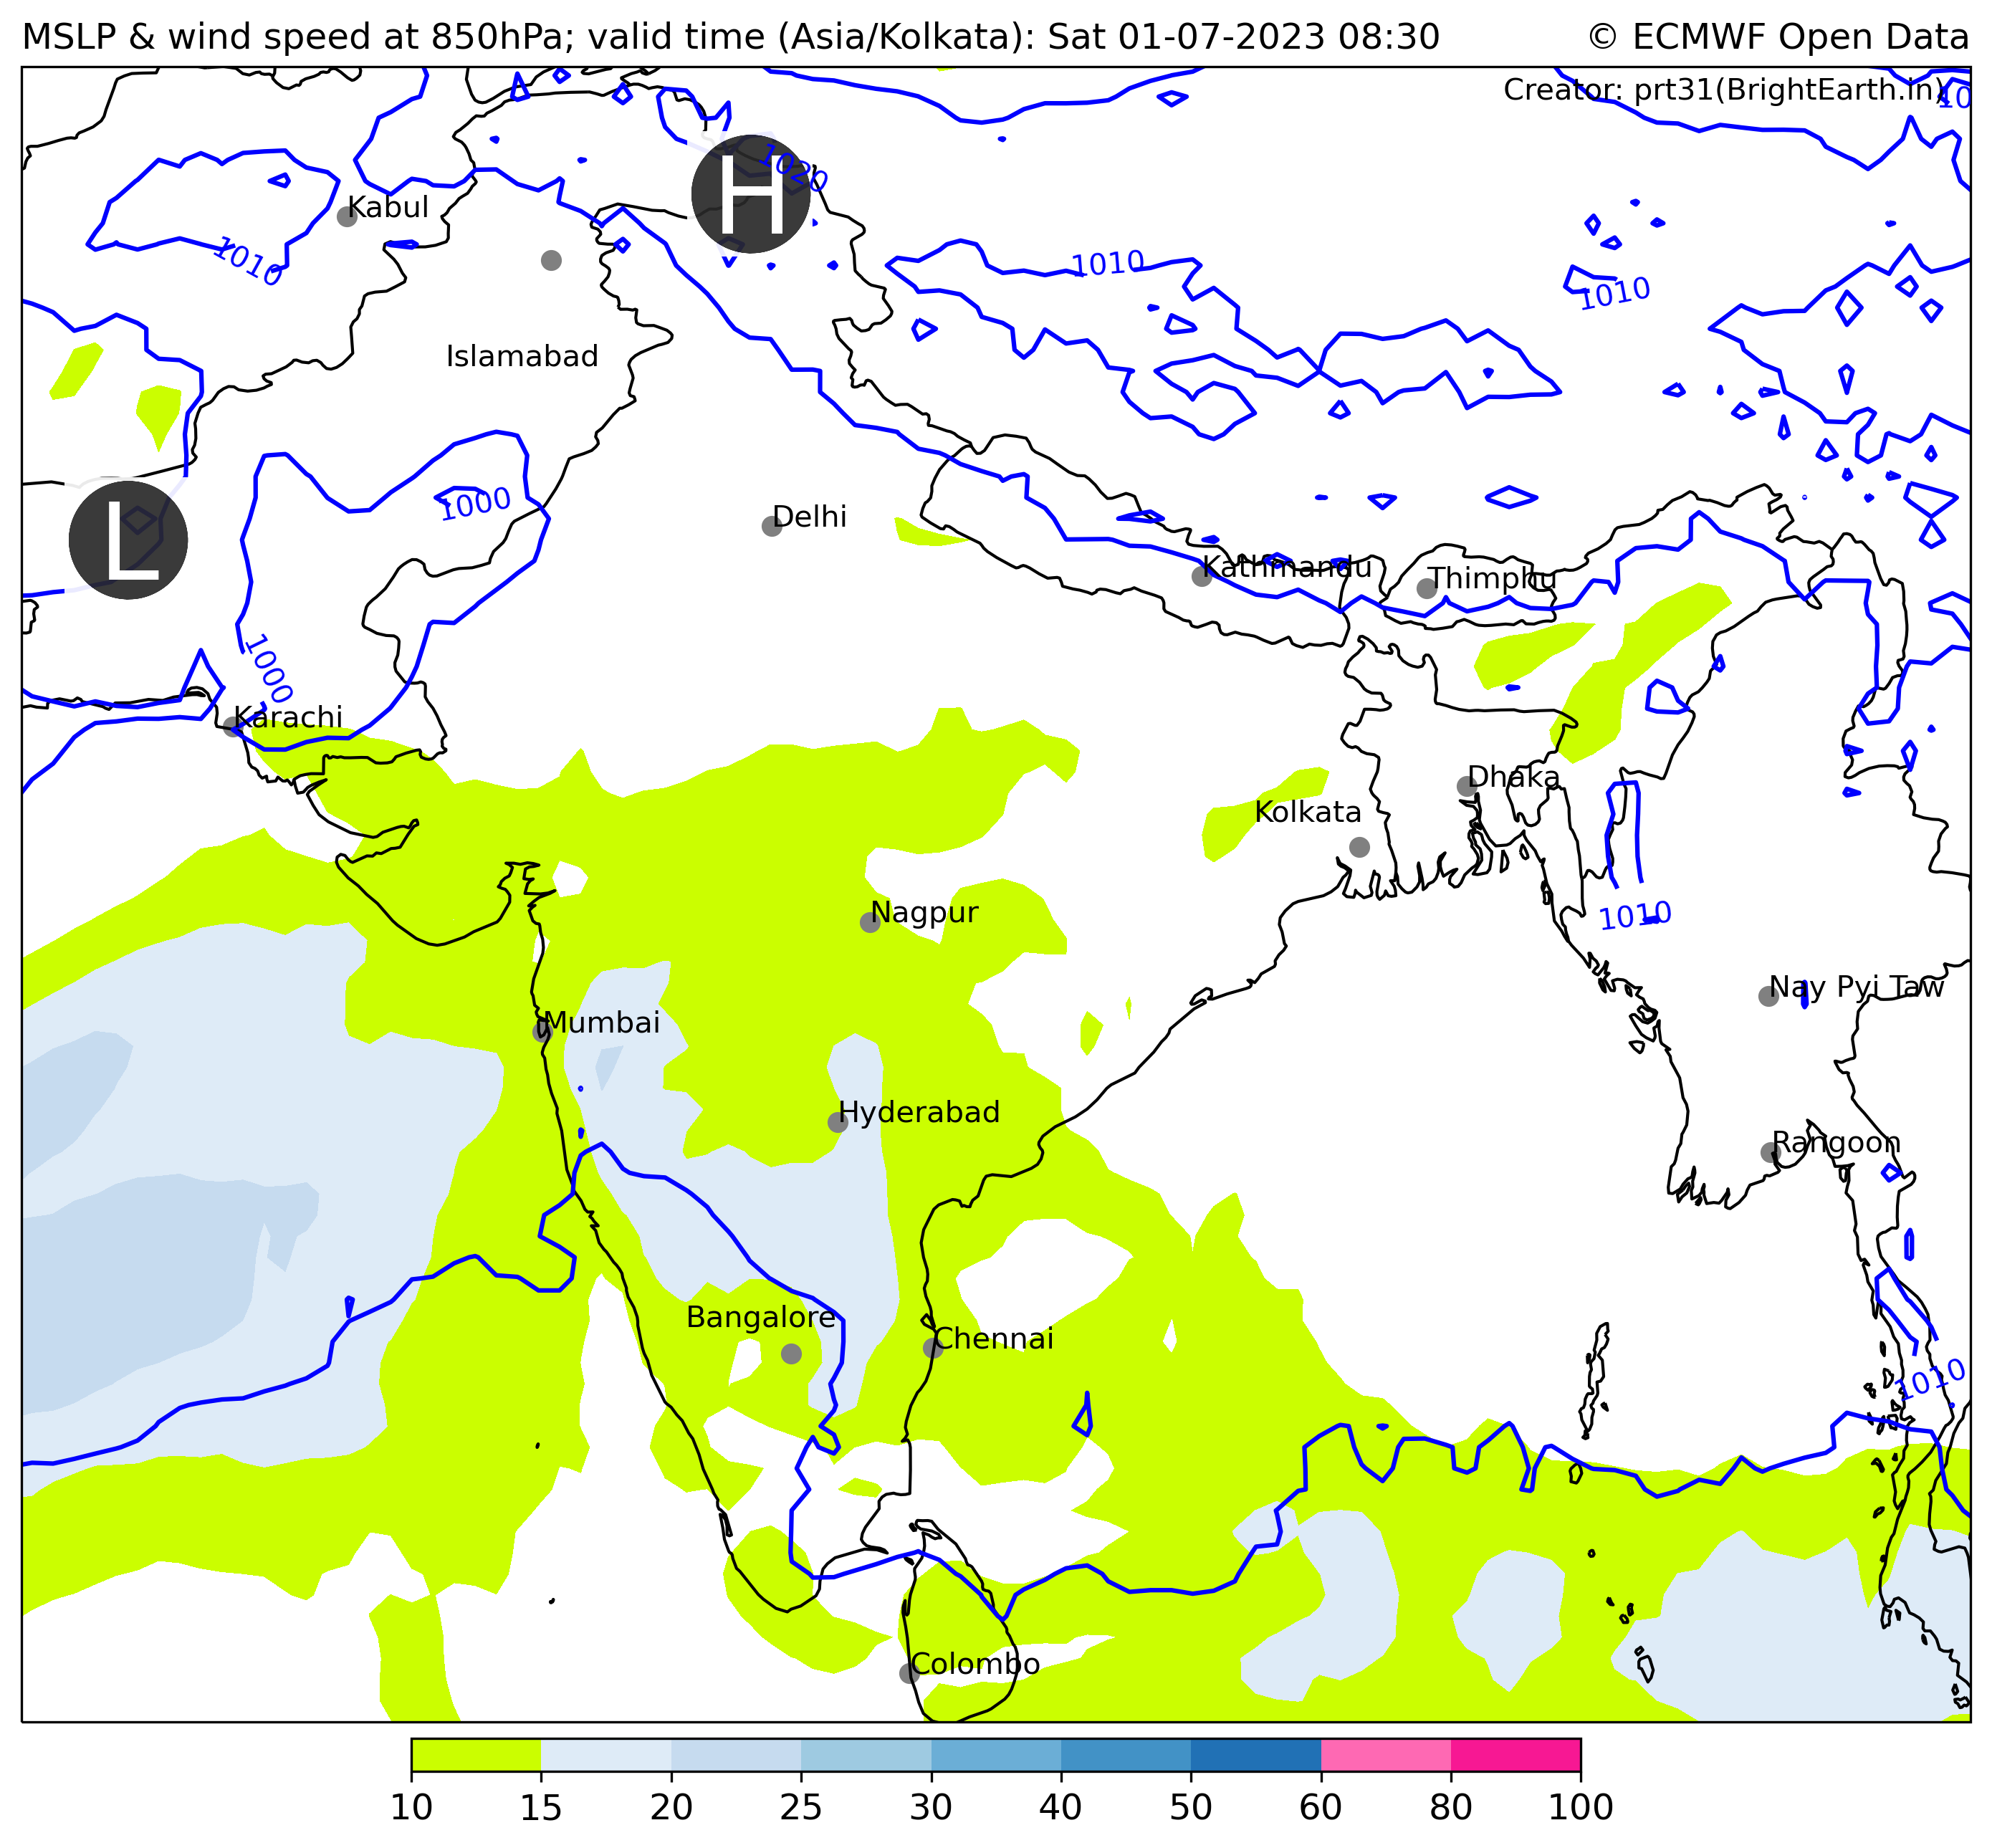 MSLP & wind speed at 850hPa; valid time (Asia/Kolkata): Sat 01-07-2023 08:30
© ECMWF Open Data
Creator: prt31(BrightEarth.in)
10
H
1020
Kabul
1010
1010
1010
Islamabad
1000
Delhi
L
Kathmandu
Thimphu
1000
Karachi
Dhaka
Kolkata
Nagpur
1010
Nay Pyi Taw
Mumbai
Hyderabad
Rangoon
Bangalore
Chennai
1010
Colombo
10 15 20 25 30 40 50 60 80 100